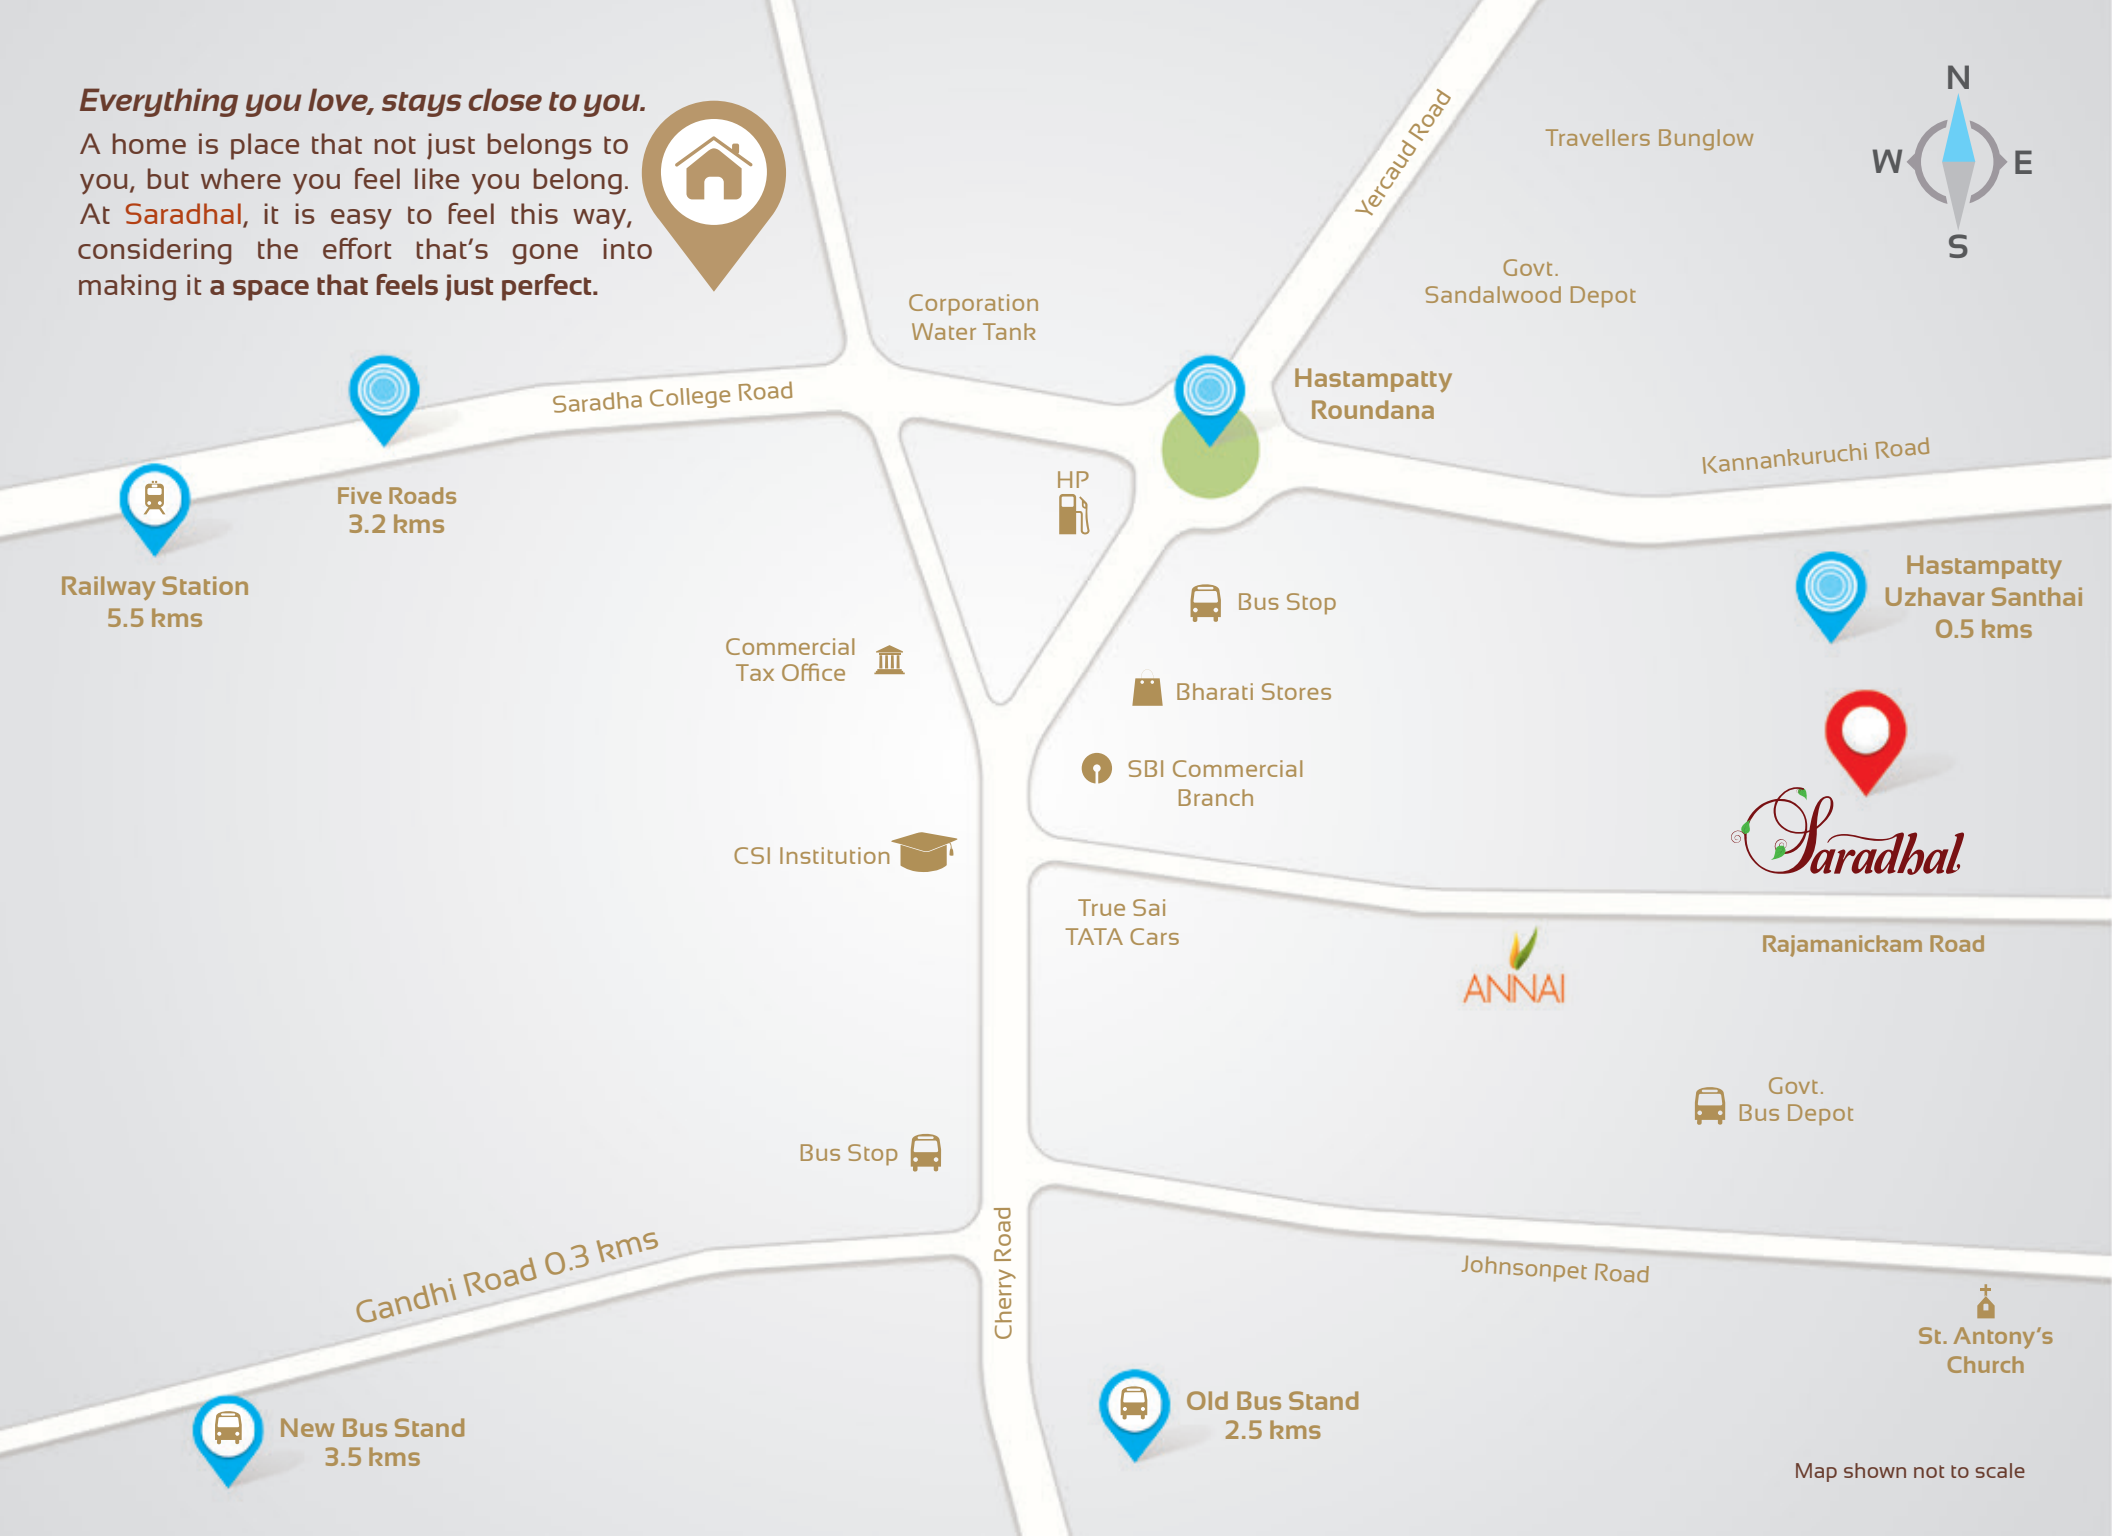 Everything you love, stays close to you.
A home is place that not just belongs to
you, but where you feel like you belong.
At Saradhal, it is easy to feel this way,
considering the effort that's gone into
making it a space that feels just perfect.
N
W
E
S
Yercaud Road
Travellers Bunglow
Govt.
Sandalwood Depot
Corporation
Water Tank
Saradha College Road
Hastampatty
Roundana
Kannankuruchi Road
HP
Five Roads
3.2 kms
Railway Station
5.5 kms
Hastampatty
Uzhavar Santhai
0.5 kms
Bus Stop
Commercial
Tax Office
Bharati Stores
SBI Commercial
Branch
CSI Institution
Saradhal
True Sai
TATA Cars
Rajamanickam Road
ANNAI
Govt.
Bus Depot
Bus Stop
Gandhi Road 0.3 kms
Cherry Road
Johnsonpet Road
St. Antony's
Church
New Bus Stand
3.5 kms
Old Bus Stand
2.5 kms
Map shown not to scale